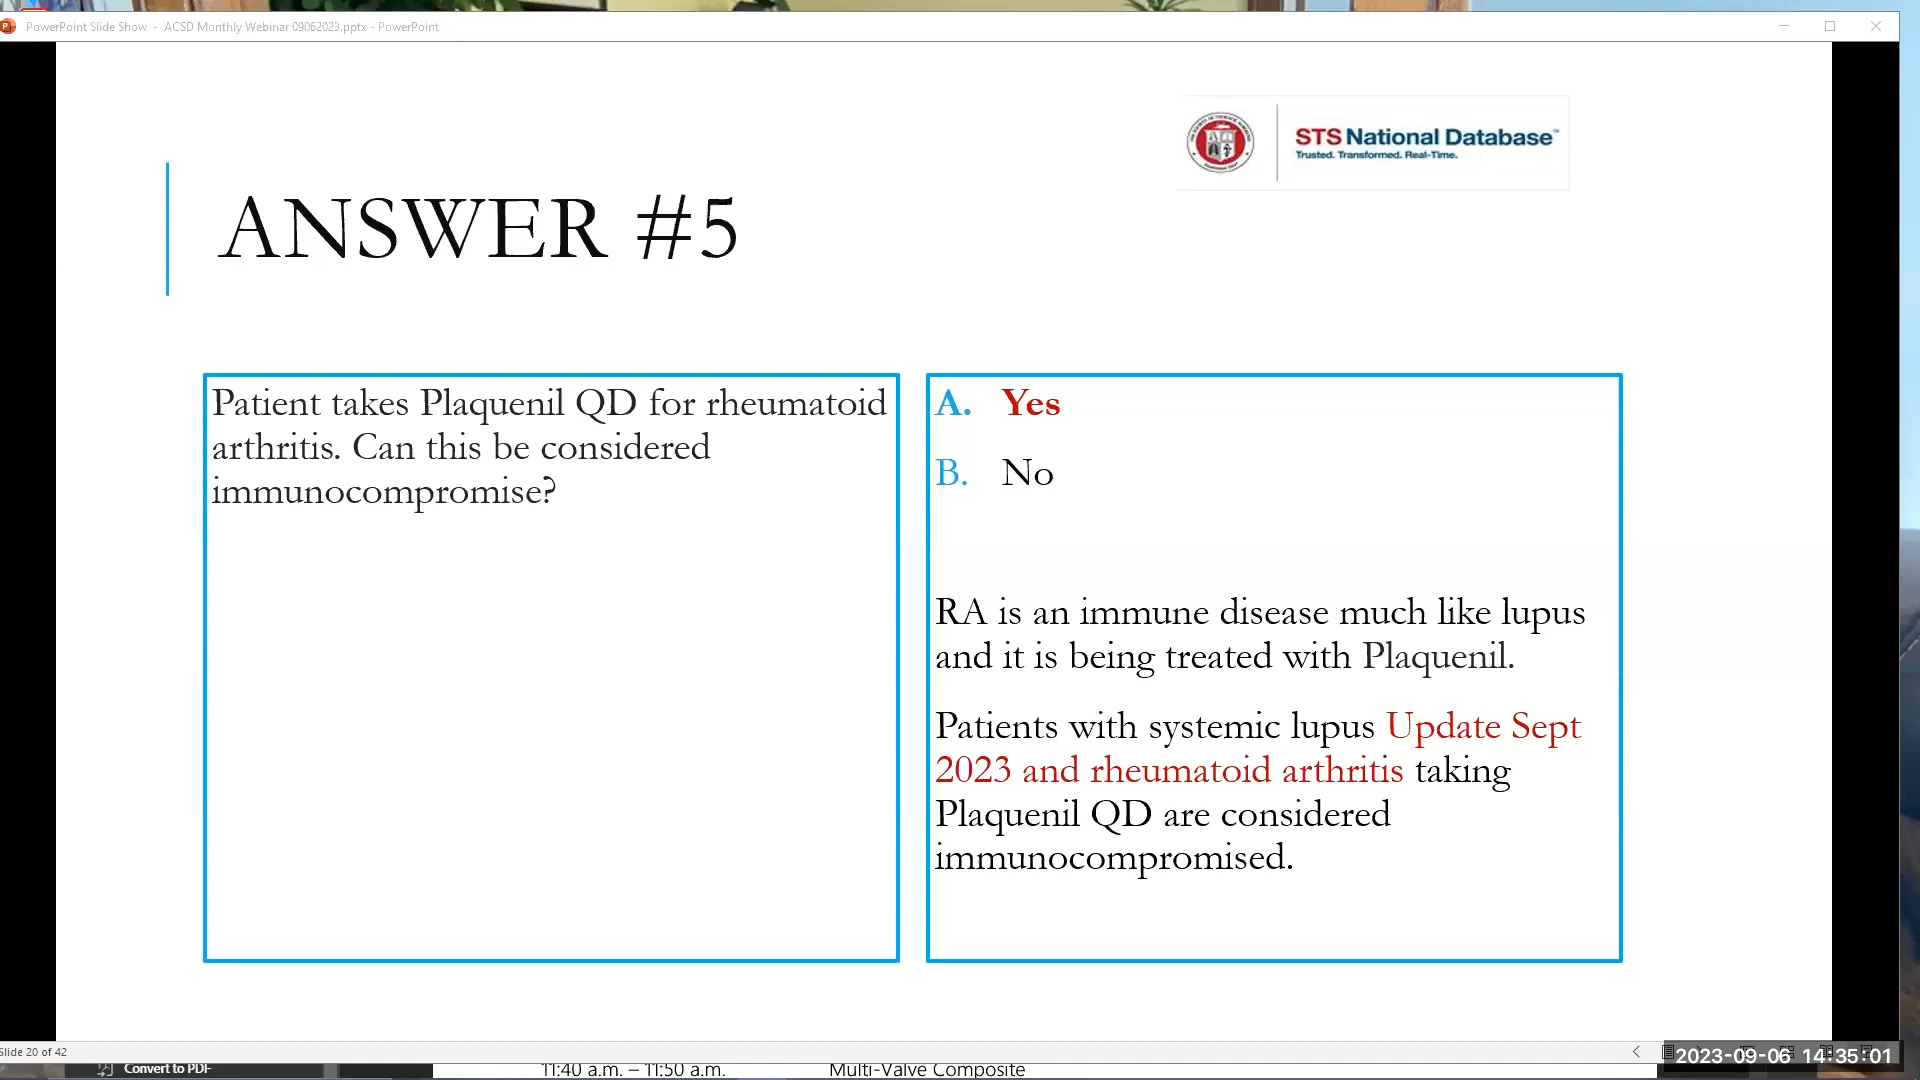 PowerPoint Slide Show - ACSD Monthly Webinar 09062023.pptx - PowerPoint
STS National Database™
Trusted. Transformed. Real-Time.
ANSWER #5
Patient takes Plaquenil QD for rheumatoid
arthritis. Can this be considered
immunocompromise?
A. Yes
B. No
RA is an immune disease much like lupus
and it is being treated with Plaquenil.
Patients with systemic lupus Update Sept
2023 and rheumatoid arthritis taking
Plaquenil QD are considered
immunocompromised.
Slide 20 of 42
2023-09-06 14:35:01
Convert to PDF
11:40 a.m. – 11:50 a.m.
Multi-Valve Composite